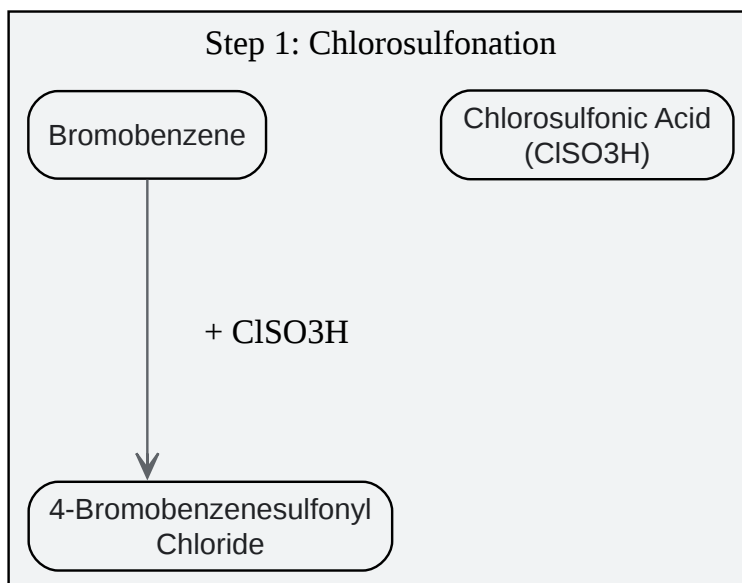 Step 1: Chlorosulfonation
Bromobenzene
Chlorosulfonic Acid
(ClSO3H)
+ ClSO3H
4-Bromobenzenesulfonyl
Chloride